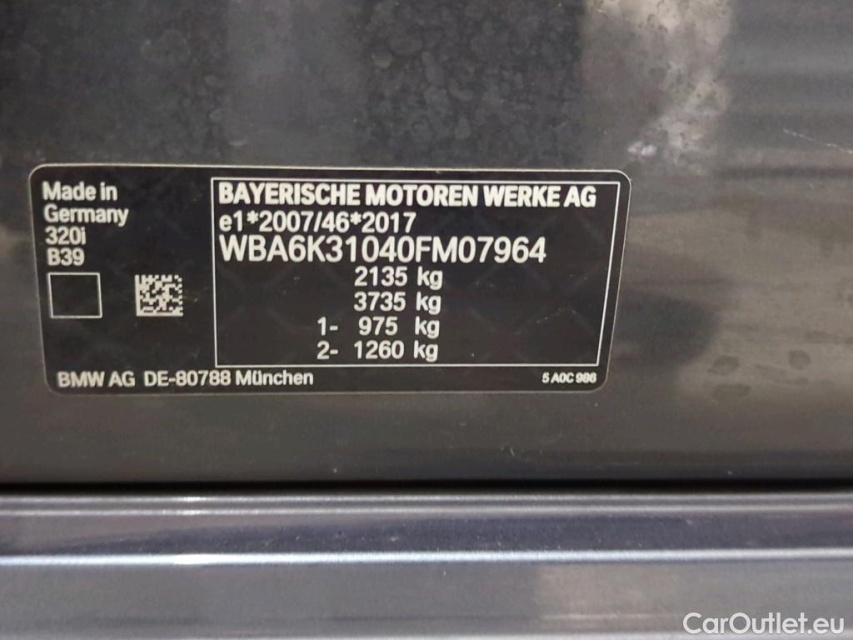 Made in
Germany
320i
B39
BAYERISCHE MOTOREN WERKE AG
e1*2007/46*2017
WBA6K31040FM07964
2135 kg
3735 kg
1- 975 kg
2- 1260 kg
BMW AG DE-80788 München
5 A0C 986
CarOutlet.eu